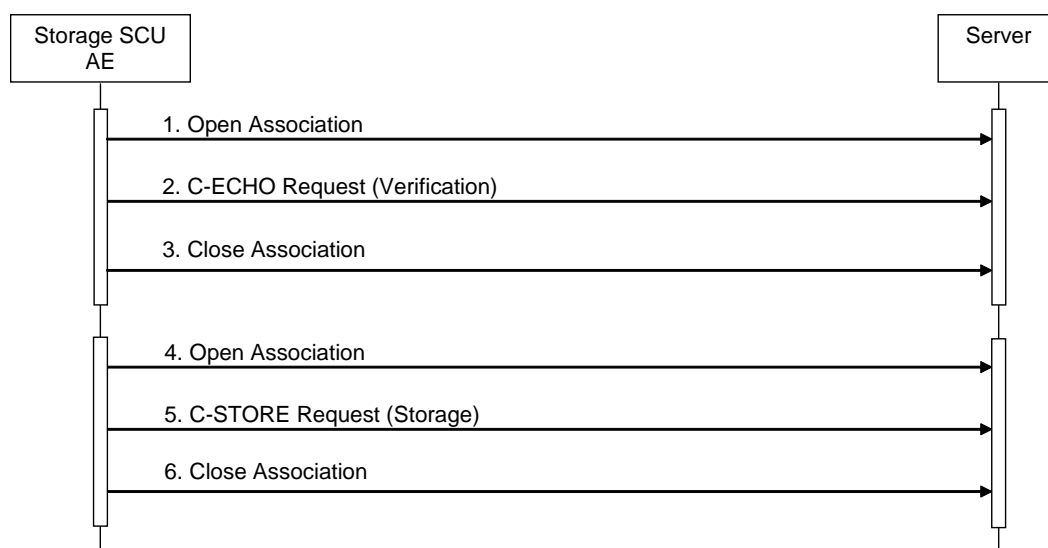 Storage SCU
AE
Server
1. Open Association
2. C-ECHO Request (Verification)
3. Close Association
4. Open Association
5. C-STORE Request (Storage)
6. Close Association